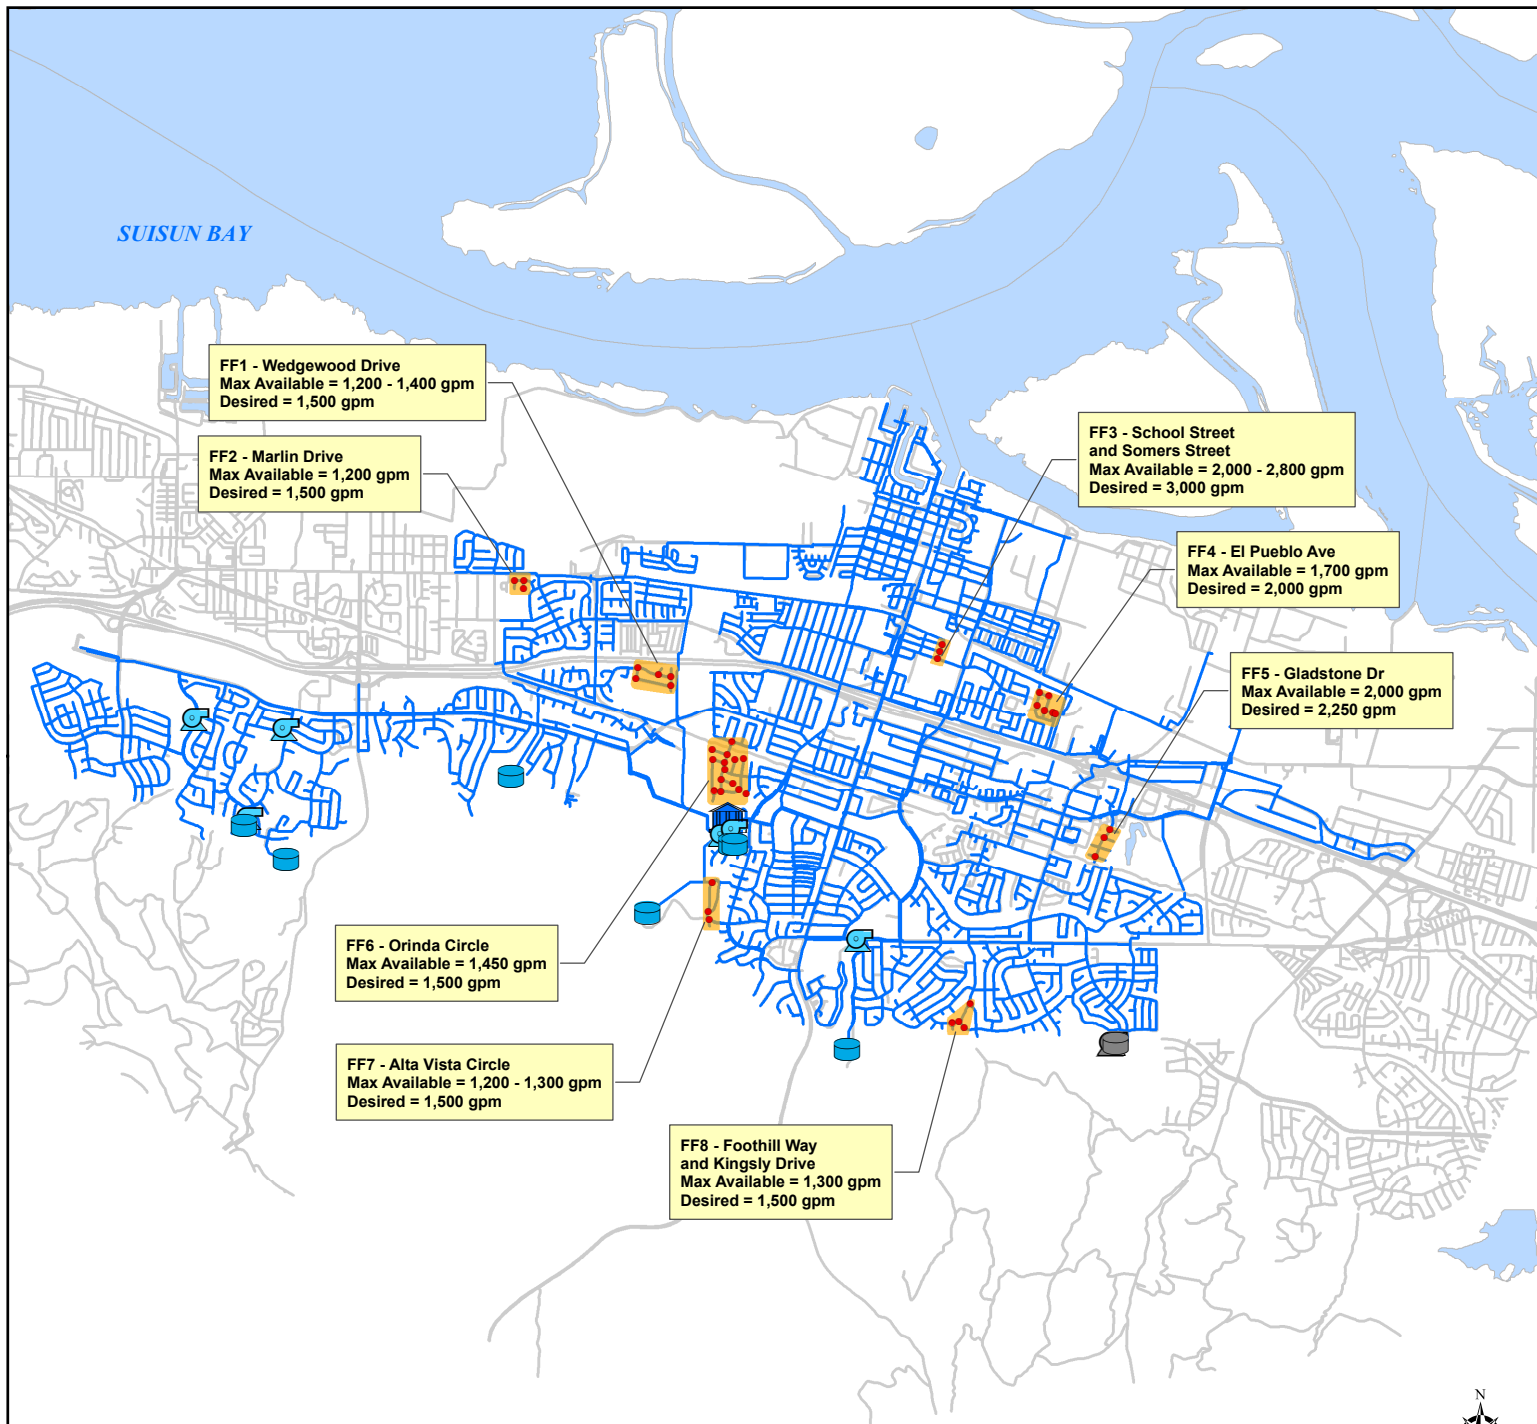 SUISUN BAY
FF1 - Wedgewood Drive
Max Available = 1,200 - 1,400 gpm
Desired = 1,500 gpm
FF2 - Marlin Drive
Max Available = 1,200 gpm
Desired = 1,500 gpm
FF3 - School Street
and Somers Street
Max Available = 2,000 - 2,800 gpm
Desired = 3,000 gpm
FF4 - El Pueblo Ave
Max Available = 1,700 gpm
Desired = 2,000 gpm
FF5 - Gladstone Dr
Max Available = 2,000 gpm
Desired = 2,250 gpm
FF6 - Orinda Circle
Max Available = 1,450 gpm
Desired = 1,500 gpm
FF7 - Alta Vista Circle
Max Available = 1,200 - 1,300 gpm
Desired = 1,500 gpm
FF8 - Foothill Way
and Kingsly Drive
Max Available = 1,300 gpm
Desired = 1,500 gpm
N